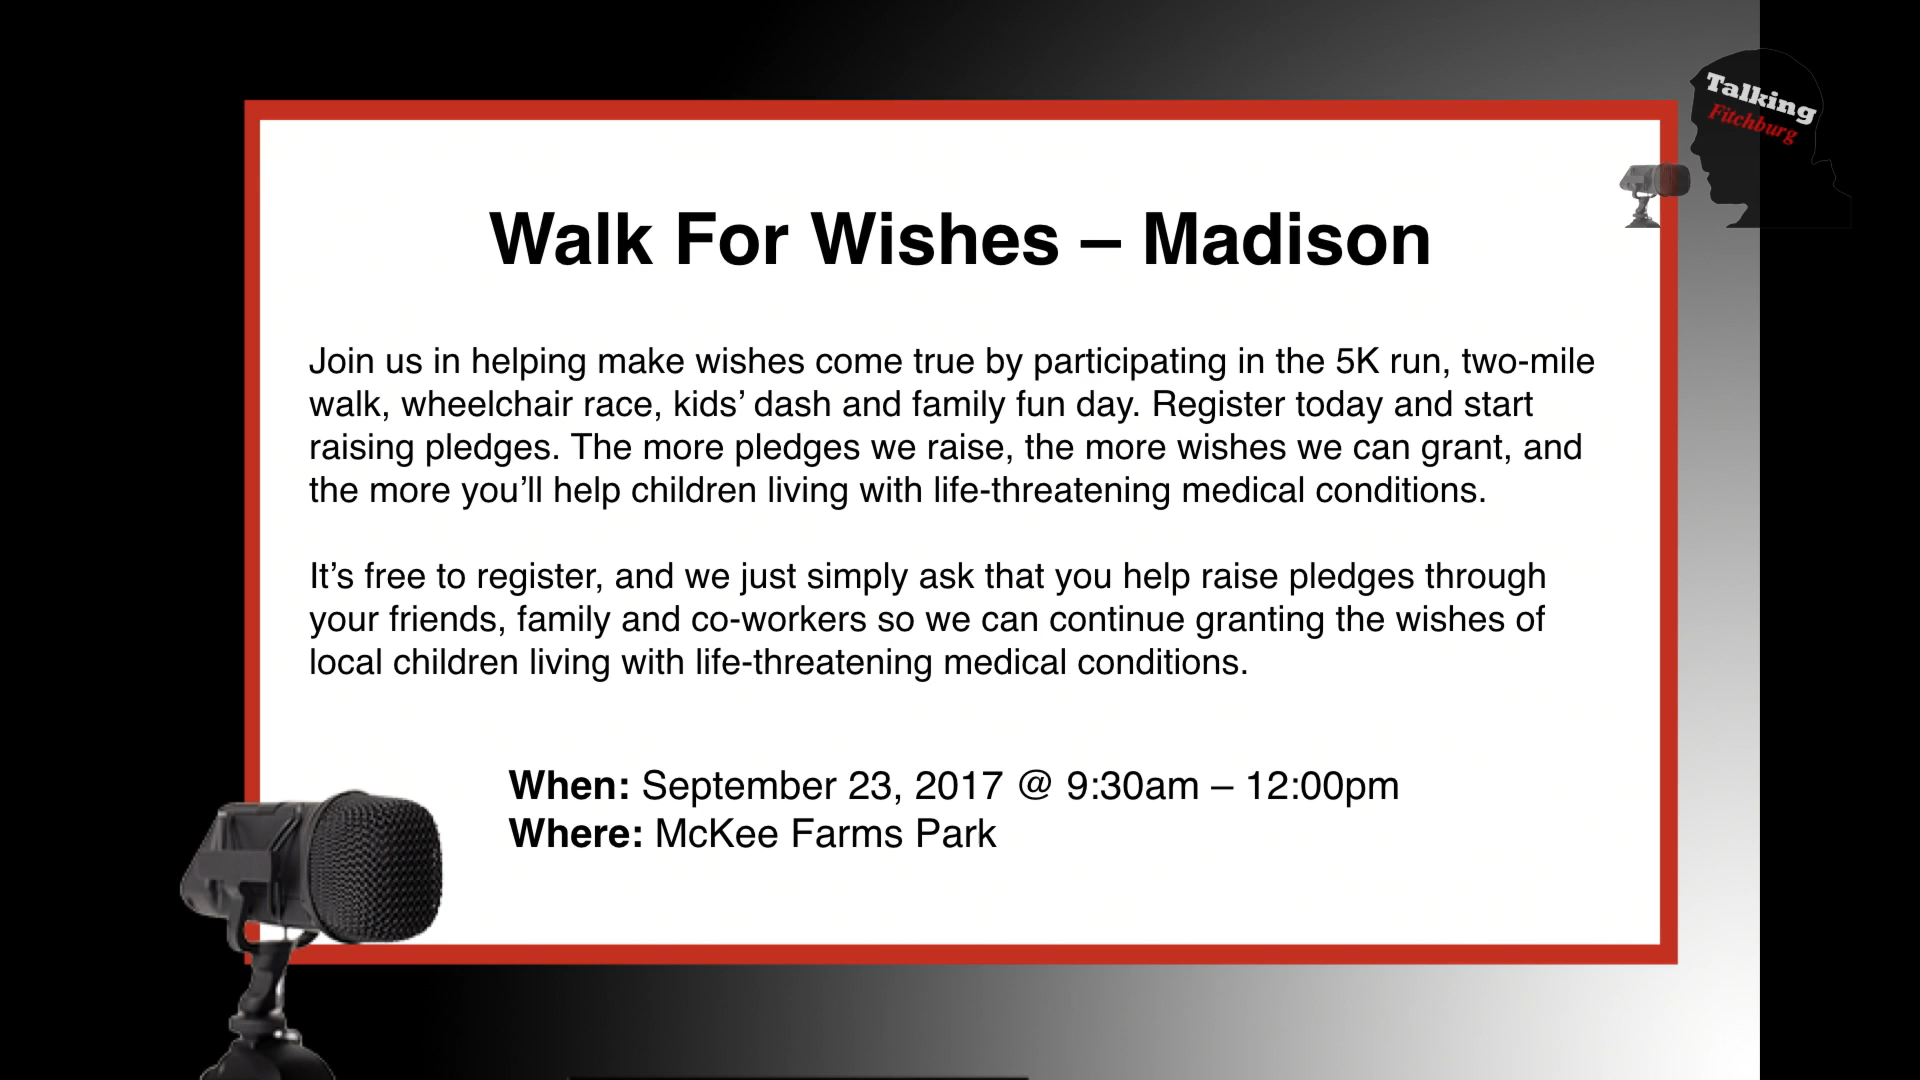 Talking
Fitchburg
Walk For Wishes – Madison
Join us in helping make wishes come true by participating in the 5K run, two-mile
walk, wheelchair race, kids’ dash and family fun day. Register today and start
raising pledges. The more pledges we raise, the more wishes we can grant, and
the more you’ll help children living with life-threatening medical conditions.
It’s free to register, and we just simply ask that you help raise pledges through
your friends, family and co-workers so we can continue granting the wishes of
local children living with life-threatening medical conditions.
When: September 23, 2017 @ 9:30am – 12:00pm
Where: McKee Farms Park